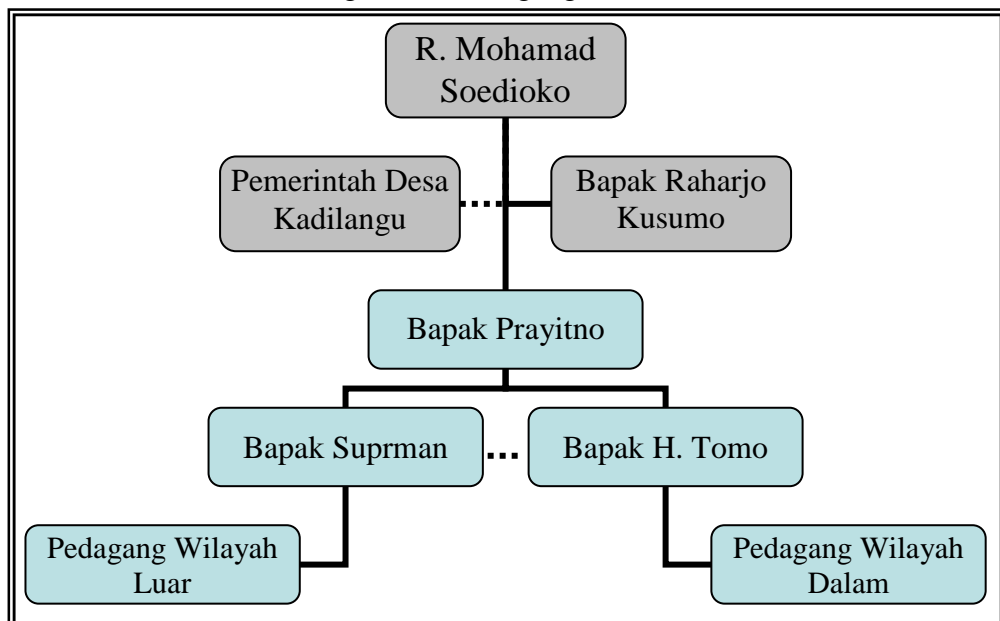 R. Mohamad
Soedioko
Pemerintah Desa
Kadilangu
Bapak Raharjo
Kusumo
Bapak Prayitno
Bapak Suprman
Bapak H. Tomo
Pedagang Wilayah
Luar
Pedagang Wilayah
Dalam